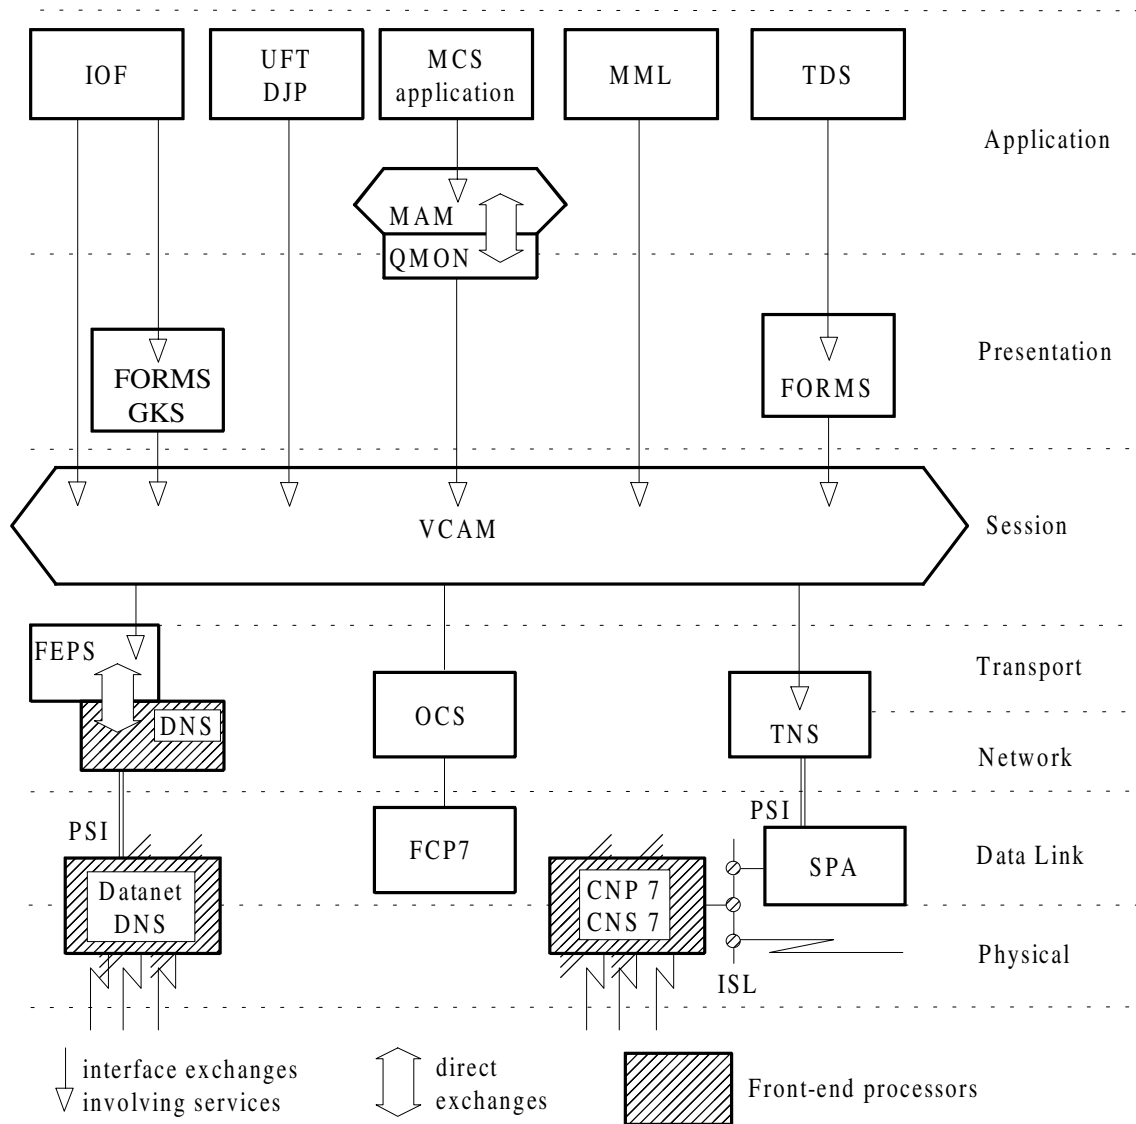 IOF
UFT
DJP
MCS
application
MML
TDS
Application
MAM
QMON
Presentation
FORMS
GKS
FORMS
VCAM
Session
FEPS
Transport
DNS
OCS
TNS
Network
PSI
PSI
FCP7
SPA
Data Link
Datanet
DNS
CNP 7
CNS 7
Physical
ISL
interface exchanges
involving services
direct
exchanges
Front-end processors